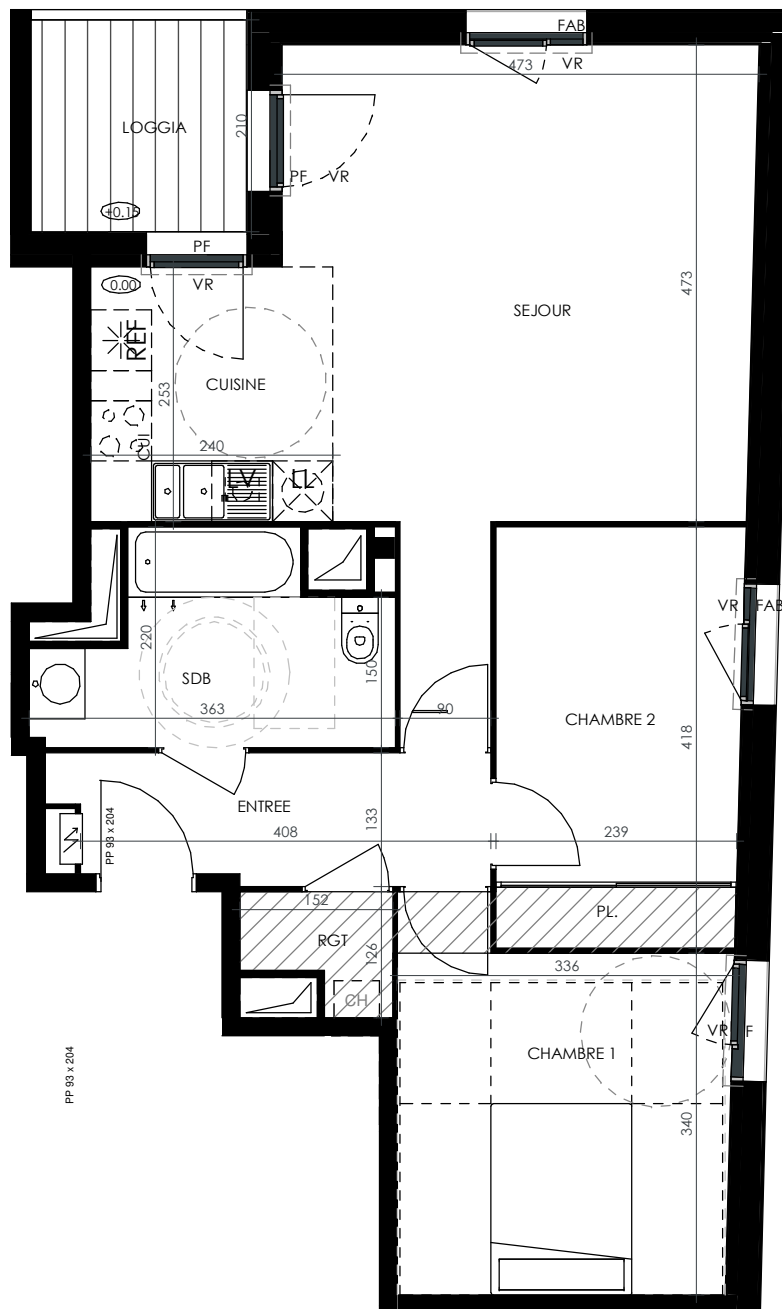 FAB
473
VR
LOGGIA
210
PF
VR
+0.15
PF
VR
0.00
473
SEJOUR
REF
CUISINE
253
CUI
240
LV
LL
VR
FAB
220
150
SDB
363
90
CHAMBRE 2
418
ENTREE
PP 93 x 204
408
133
239
152
PL.
RGT
126
336
CH
VR
F
CHAMBRE 1
PP 93 x 204
340